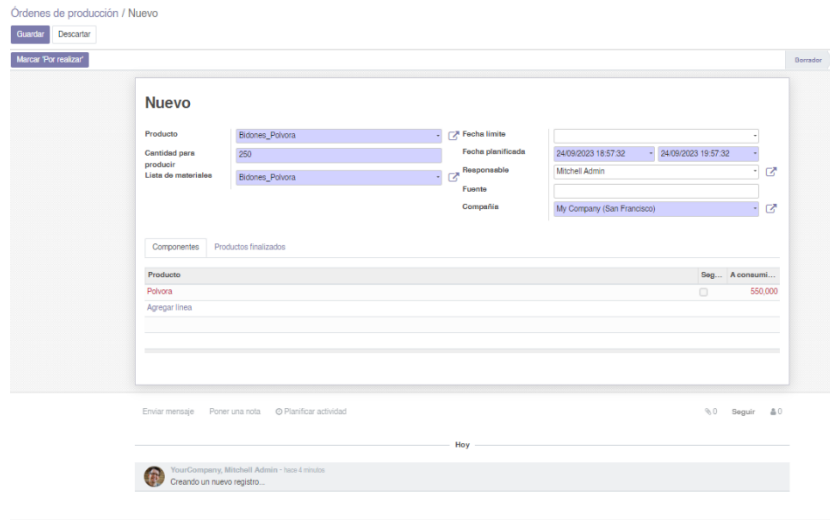 Órdenes de producción / Nuevo
Guardar Descartar
Marcar 'Por realizar' Borrador
Nuevo
Producto Bidones_Polvora
Cantidad para producir 250
Lista de materiales Bidones_Polvora
Fecha límite
Fecha planificada 24/09/2023 18:57:32 24/09/2023 19:57:32
Responsable Mitchell Admin
Fuente
Compañía My Company (San Francisco)
Componentes Productos finalizados
Producto Seg... A consumi...
Polvora 550,000
Agregar línea
Enviar mensaje Poner una nota Planificar actividad 0 Seguir 0
Hoy
YourCompany, Mitchell Admin - hace 4 minutos
Creando un nuevo registro...